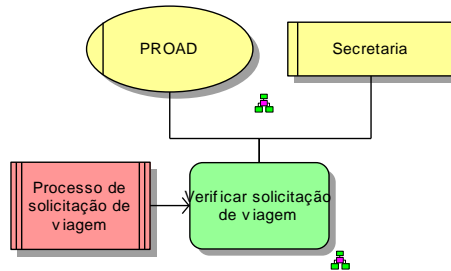 PROAD
Secretaria
Processo de
solicitação de
viagem
Verificar solicitação
de viagem